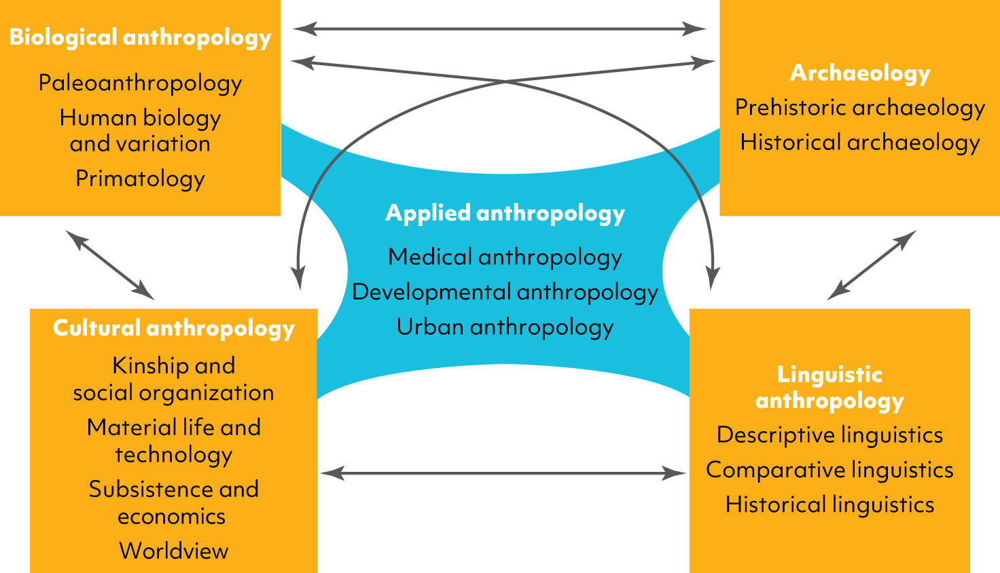 Biological anthropology
Paleoanthropology
Human biology
and variation
Primatology
Archaeology
Prehistoric archaeology
Historical archaeology
Applied anthropology
Medical anthropology
Developmental anthropology
Urban anthropology
Cultural anthropology
Kinship and
social organization
Material life and
technology
Subsistence and
economics
Worldview
Linguistic
anthropology
Descriptive linguistics
Comparative linguistics
Historical linguistics